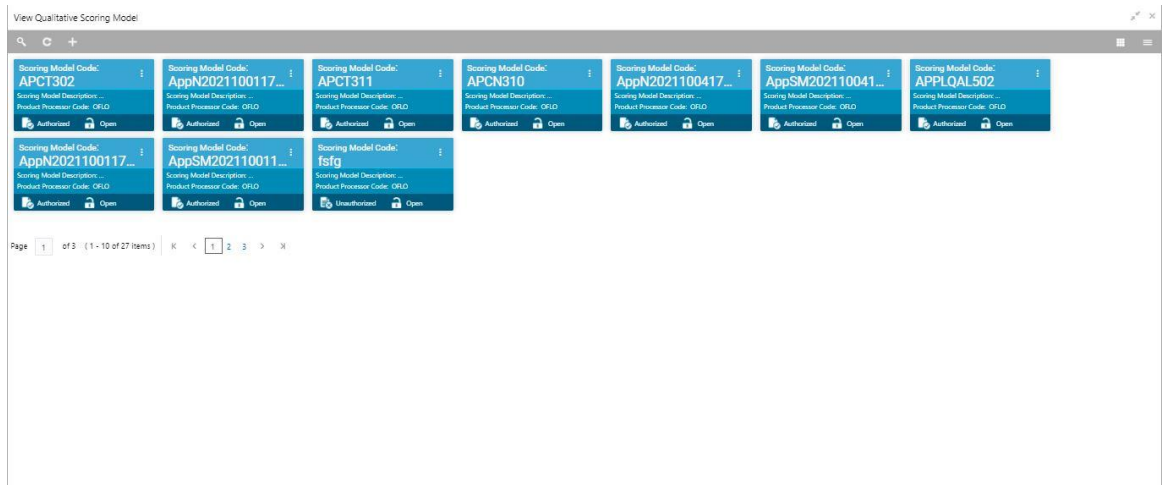 View Qualitative Scoring Model
Scoring Model Code:
APCT302
Scoring Model Description: ...
Product Processor Code: OFLO
Authorized Open
Scoring Model Code:
AppN2021100117...
Scoring Model Description: ...
Product Processor Code: OFLO
Authorized Open
Scoring Model Code:
APCT311
Scoring Model Description: ...
Product Processor Code: OFLO
Authorized Open
Scoring Model Code:
APCN310
Scoring Model Description: ...
Product Processor Code: OFLO
Authorized Open
Scoring Model Code:
AppN2021100417...
Scoring Model Description: ...
Product Processor Code: OFLO
Authorized Open
Scoring Model Code:
AppSM202110041...
Scoring Model Description: ...
Product Processor Code: OFLO
Authorized Open
Scoring Model Code:
APPLQAL502
Scoring Model Description: ...
Product Processor Code: OFLO
Authorized Open
Scoring Model Code:
AppN2021100117...
Scoring Model Description: ...
Product Processor Code: OFLO
Authorized Open
Scoring Model Code:
AppSM202110011...
Scoring Model Description: ...
Product Processor Code: OFLO
Authorized Open
Scoring Model Code:
fsfg
Scoring Model Description: ...
Product Processor Code: OFLO
Unauthorized Open
Page 1 of 3 (1 - 10 of 27 items) 1 2 3